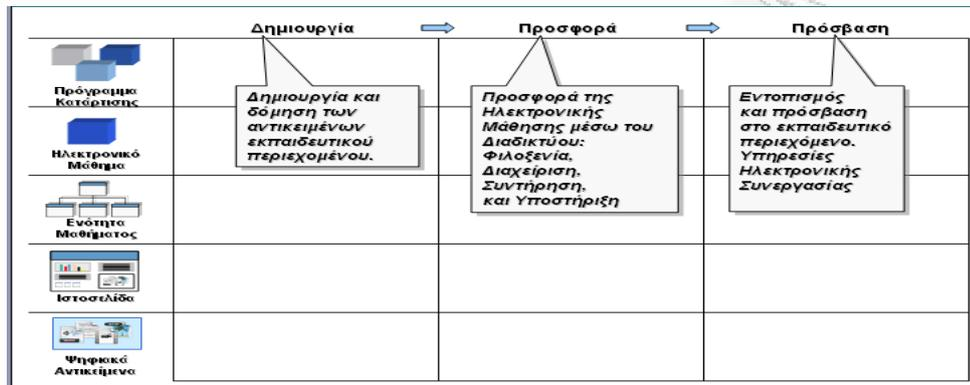 Δημιουργία
Προσφορά
Πρόσβαση
Πρόγραμμα
Κατάρτισης
Δημιουργία και
δόμηση των
αντικειμένων
εκπαιδευτικού
περιεχομένου.
Προσφορά της
Ηλεκτρονικής
Μάθησης μέσω του
Διαδικτύου:
Φιλοξενία,
Διαχείριση,
Συντήρηση,
και Υποστήριξη
Εντοπισμός
και πρόσβαση
στο εκπαιδευτικό
περιεχόμενο.
Υπηρεσίες
Ηλεκτρονικής
Συνεργασίας
Ηλεκτρονικό
Μάθημα
Ενότητα
Μαθήματος
Ιστοσελίδα
Ψηφιακά
Αντικείμενα